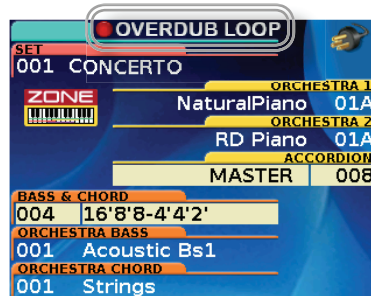 OVERDUB LOOP
SET
001 CONCERTO
ZONE
ORCHESTRA 1
NaturalPiano 01A
ORCHESTRA 2
RD Piano 01A
ACCORDION
MASTER 008
BASS & CHORD
004 16'8'8-4'4'2'
ORCHESTRA BASS
001 Acoustic Bs1
ORCHESTRA CHORD
001 Strings